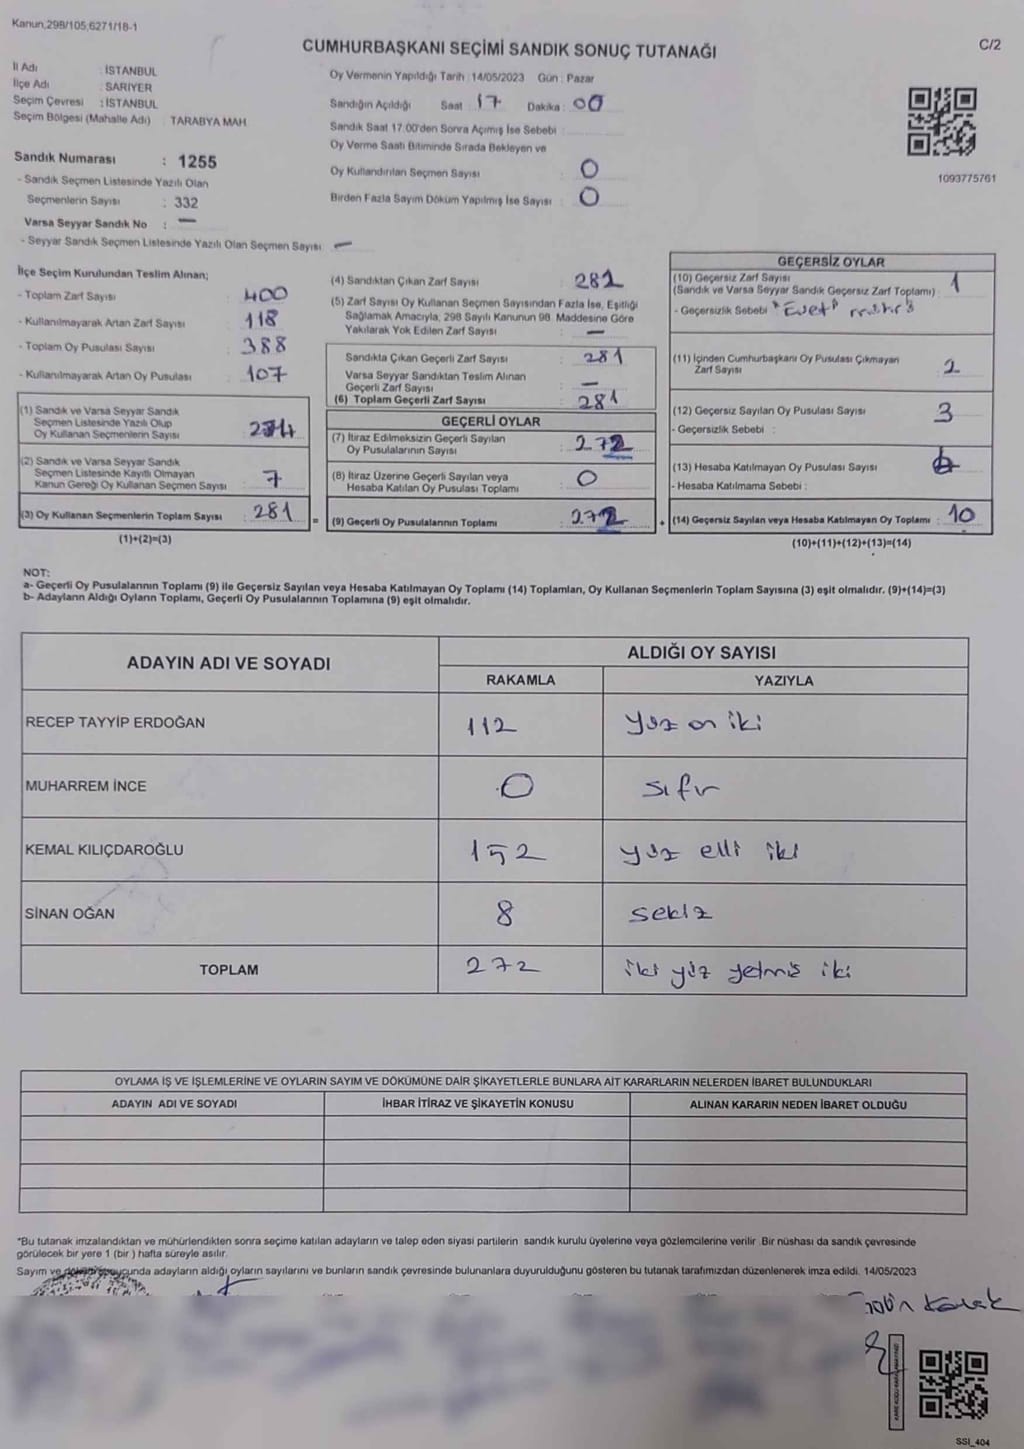 Kanun,298/105,6271/18-1
C/2
CUMHURBAŞKANI SEÇİMİ SANDIK SONUÇ TUTANAĞI
İl Adı : İSTANBUL
İlçe Adı : SARIYER
Seçim Çevresi : İSTANBUL
Seçim Bölgesi (Mahalle Adı) : TARABYA MAH.
Sandık Numarası : 1255
- Sandık Seçmen Listesinde Yazılı Olan
Seçmenlerin Sayısı : 332
Varsa Seyyar Sandık No : —
- Seyyar Sandık Seçmen Listesinde Yazılı Olan Seçmen Sayısı : —
Oy Vermenin Yapıldığı Tarih : 14/05/2023 Gün : Pazar
Sandığın Açıldığı Saat : 17 Dakika : 00
Sandık Saat 17:00'den Sonra Açımış İse Sebebi :
Oy Verme Saati Bitiminde Sırada Bekleyen ve
Oy Kullandırılan Seçmen Sayısı : 0
Birden Fazla Sayım Döküm Yapılmış İse Sayısı : 0
1093775761
İlçe Seçim Kurulundan Teslim Alınan;
- Toplam Zarf Sayısı : 400
- Kullanılmayarak Artan Zarf Sayısı : 118
- Toplam Oy Pusulası Sayısı : 388
- Kullanılmayarak Artan Oy Pusulası : 107
(1) Sandık ve Varsa Seyyar Sandık
Seçmen Listesinde Yazılı Olup
Oy Kullanan Seçmenlerin Sayısı : 274
(2) Sandık ve Varsa Seyyar Sandık
Seçmen Listesinde Kayıtlı Olmayan
Kanun Gereği Oy Kullanan Seçmen Sayısı : 7
(3) Oy Kullanan Seçmenlerin Toplam Sayısı : 281
(1)+(2)=(3)
(4) Sandıktan Çıkan Zarf Sayısı : 281
(5) Zarf Sayısı Oy Kullanan Seçmen Sayısından Fazla İse, Eşitliği
Sağlamak Amacıyla, 298 Sayılı Kanunun 98. Maddesine Göre
Yakılarak Yok Edilen Zarf Sayısı : —
Sandıkta Çıkan Geçerli Zarf Sayısı : 281
Varsa Seyyar Sandıktan Teslim Alınan
Geçerli Zarf Sayısı : —
(6) Toplam Geçerli Zarf Sayısı : 281
GEÇERLİ OYLAR
(7) İtiraz Edilmeksizin Geçerli Sayılan
Oy Pusulalarının Sayısı : 272
(8) İtiraz Üzerine Geçerli Sayılan veya
Hesaba Katılan Oy Pusulası Toplamı : 0
= (9) Geçerli Oy Pusulalarının Toplamı : 272
GEÇERSİZ OYLAR
(10) Geçersiz Zarf Sayısı
(Sandık ve Varsa Seyyar Sandık Geçersiz Zarf Toplamı) : 1
- Geçersizlik Sebebi : "Evet"
(11) İçinden Cumhurbaşkanı Oy Pusulası Çıkmayan
Zarf Sayısı : 2
(12) Geçersiz Sayılan Oy Pusulası Sayısı : 3
- Geçersizlik Sebebi :
(13) Hesaba Katılmayan Oy Pusulası Sayısı :
- Hesaba Katılmama Sebebi :
+ (14) Geçersiz Sayılan veya Hesaba Katılmayan Oy Toplamı : 10
(10)+(11)+(12)+(13)=(14)
NOT:
a- Geçerli Oy Pusulalarının Toplamı (9) ile Geçersiz Sayılan veya Hesaba Katılmayan Oy Toplamı (14) Toplamları, Oy Kullanan Seçmenlerin Toplam Sayısına (3) eşit olmalıdır. (9)+(14)=(3)
b- Adayların Aldığı Oyların Toplamı, Geçerli Oy Pusulalarının Toplamına (9) eşit olmalıdır.
ADAYIN ADI VE SOYADI
ALDIĞI OY SAYISI
RAKAMLA YAZIYLA
RECEP TAYYİP ERDOĞAN 112 yüz on iki
MUHARREM İNCE 0 sıfır
KEMAL KILIÇDAROĞLU 152 yüz elli iki
SİNAN OĞAN 8 sekiz
TOPLAM 272 iki yüz yetmiş iki
OYLAMA İŞ VE İŞLEMLERİNE VE OYLARIN SAYIM VE DÖKÜMÜNE DAİR ŞİKAYETLERLE BUNLARA AİT KARARLARIN NELERDEN İBARET BULUNDUKLARI
ADAYIN ADI VE SOYADI İHBAR İTİRAZ VE ŞİKAYETİN KONUSU ALINAN KARARIN NEDEN İBARET OLDUĞU
"Bu tutanak imzalandıktan ve mühürlendikten sonra seçime katılan adayların ve talep eden siyasi partilerin sandık kurulu üyelerine veya gözlemcilerine verilir. Bir nüshası da sandık çevresinde
görülecek bir yere 1 (bir ) hafta süreyle asılır.
Sayım ve döküm sonucunda adayların aldığı oyların sayılarını ve bunların sandık çevresinde bulunanlara duyurulduğunu gösteren bu tutanak tarafımızdan düzenlenerek imza edildi. 14/05/2023
SSI_404